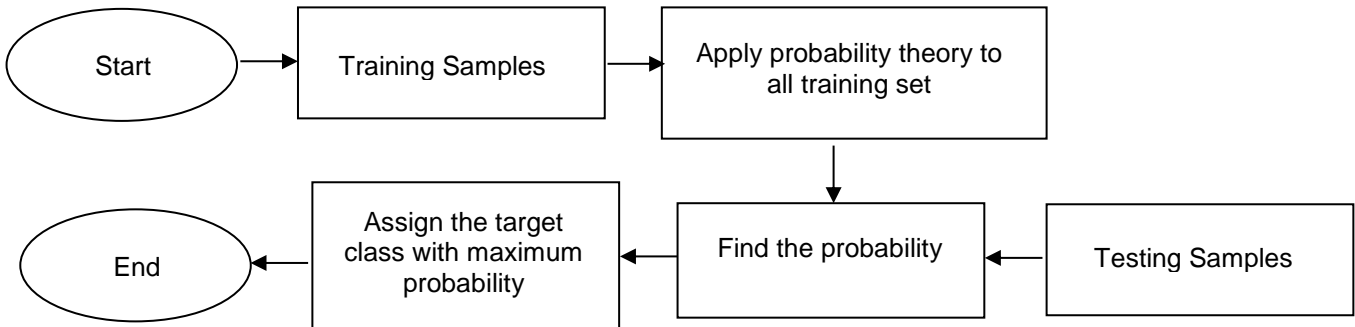 Start
Training Samples
Apply probability theory to
all training set
Assign the target
class with maximum
probability
Find the probability
Testing Samples
End